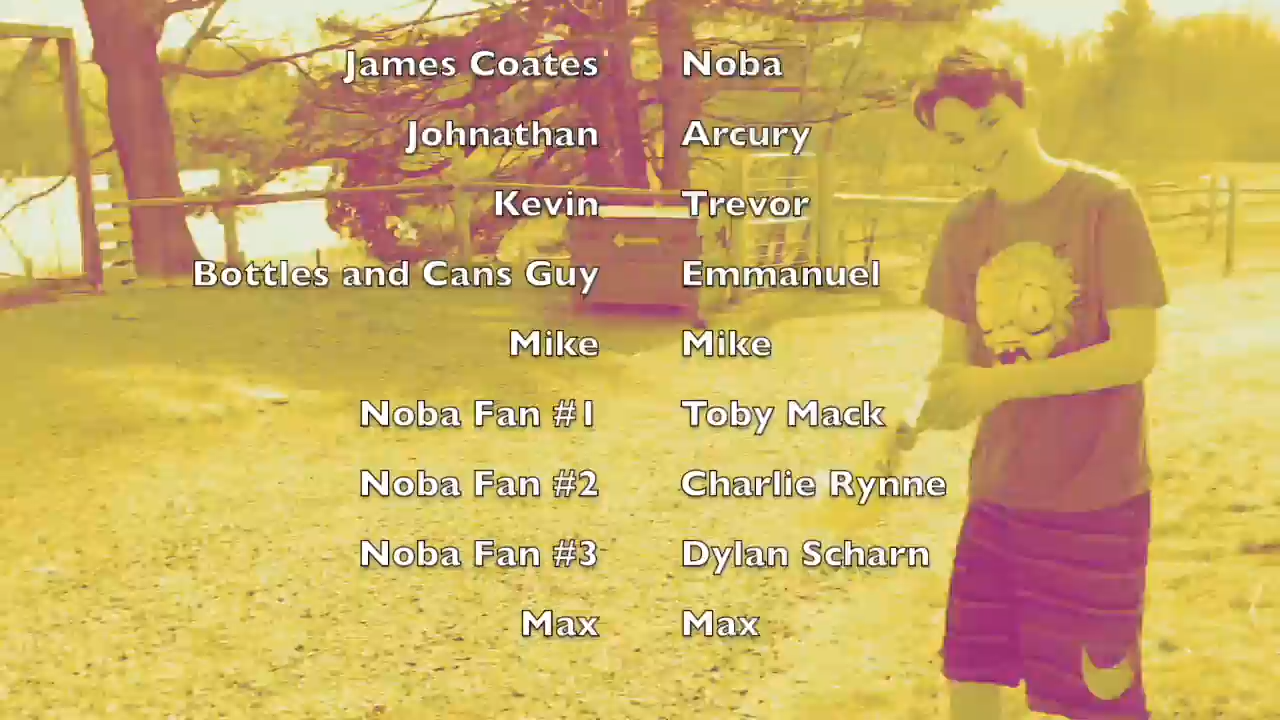 James Coates Noba
Johnathan Arcury
Kevin Trevor
Bottles and Cans Guy Emmanuel
Mike Mike
Noba Fan #1 Toby Mack
Noba Fan #2 Charlie Rynne
Noba Fan #3 Dylan Scharn
Max Max